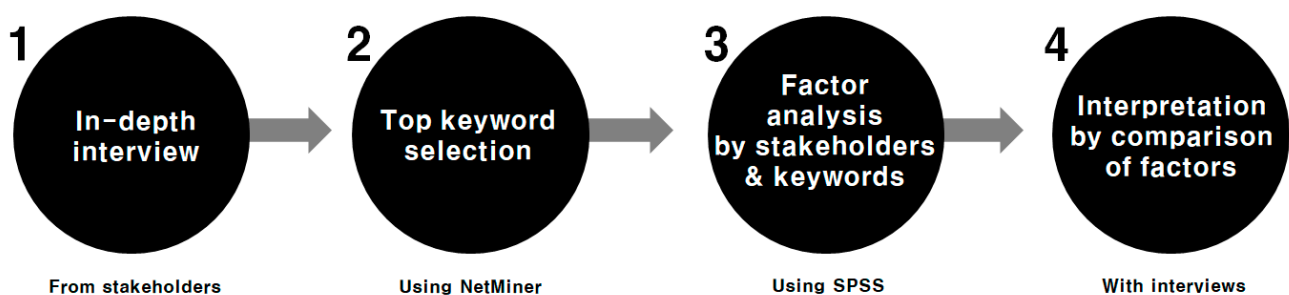 1
In-depth
interview
From stakeholders
2
Top keyword
selection
Using NetMiner
3
Factor
analysis
by stakeholders
& keywords
Using SPSS
4
Interpretation
by comparison
of factors
With interviews